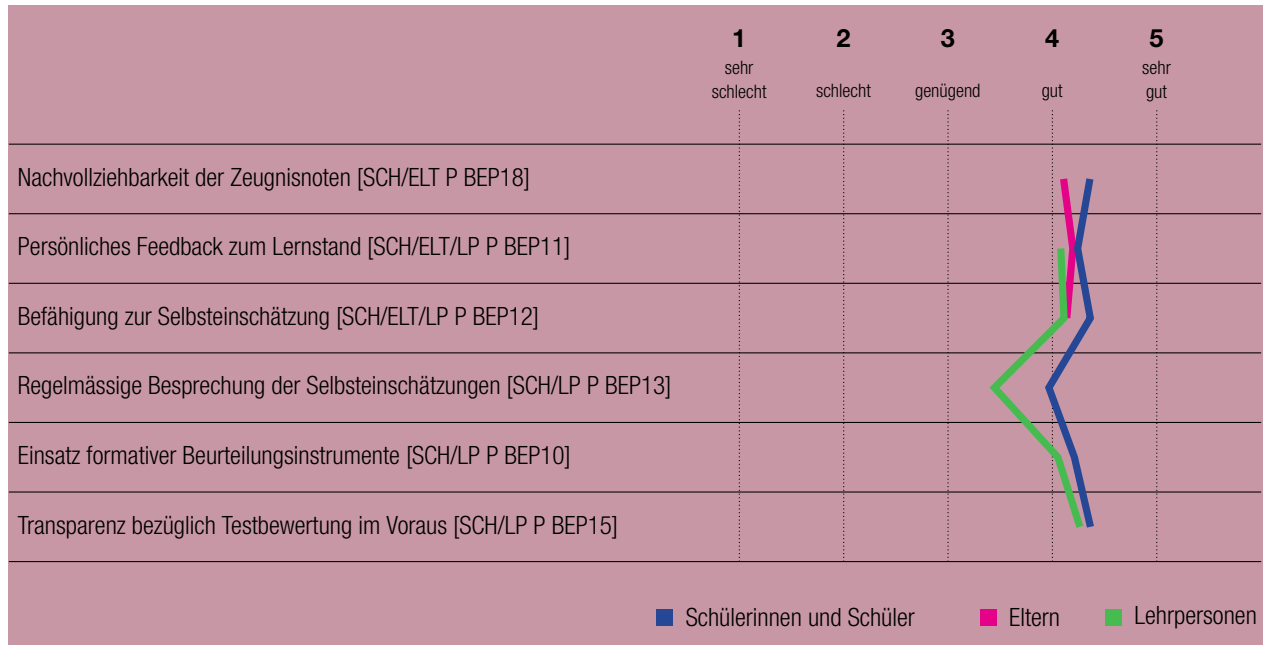 1 2 3 4 5
sehr schlecht schlecht genügend gut sehr gut
Nachvollziehbarkeit der Zeugnisnoten [SCH/ELT P BEP18]
Persönliches Feedback zum Lernstand [SCH/ELT/LP P BEP11]
Befähigung zur Selbsteinschätzung [SCH/ELT/LP P BEP12]
Regelmässige Besprechung der Selbsteinschätzungen [SCH/LP P BEP13]
Einsatz formativer Beurteilungsinstrumente [SCH/LP P BEP10]
Transparenz bezüglich Testbewertung im Voraus [SCH/LP P BEP15]
Schülerinnen und Schüler Eltern Lehrpersonen